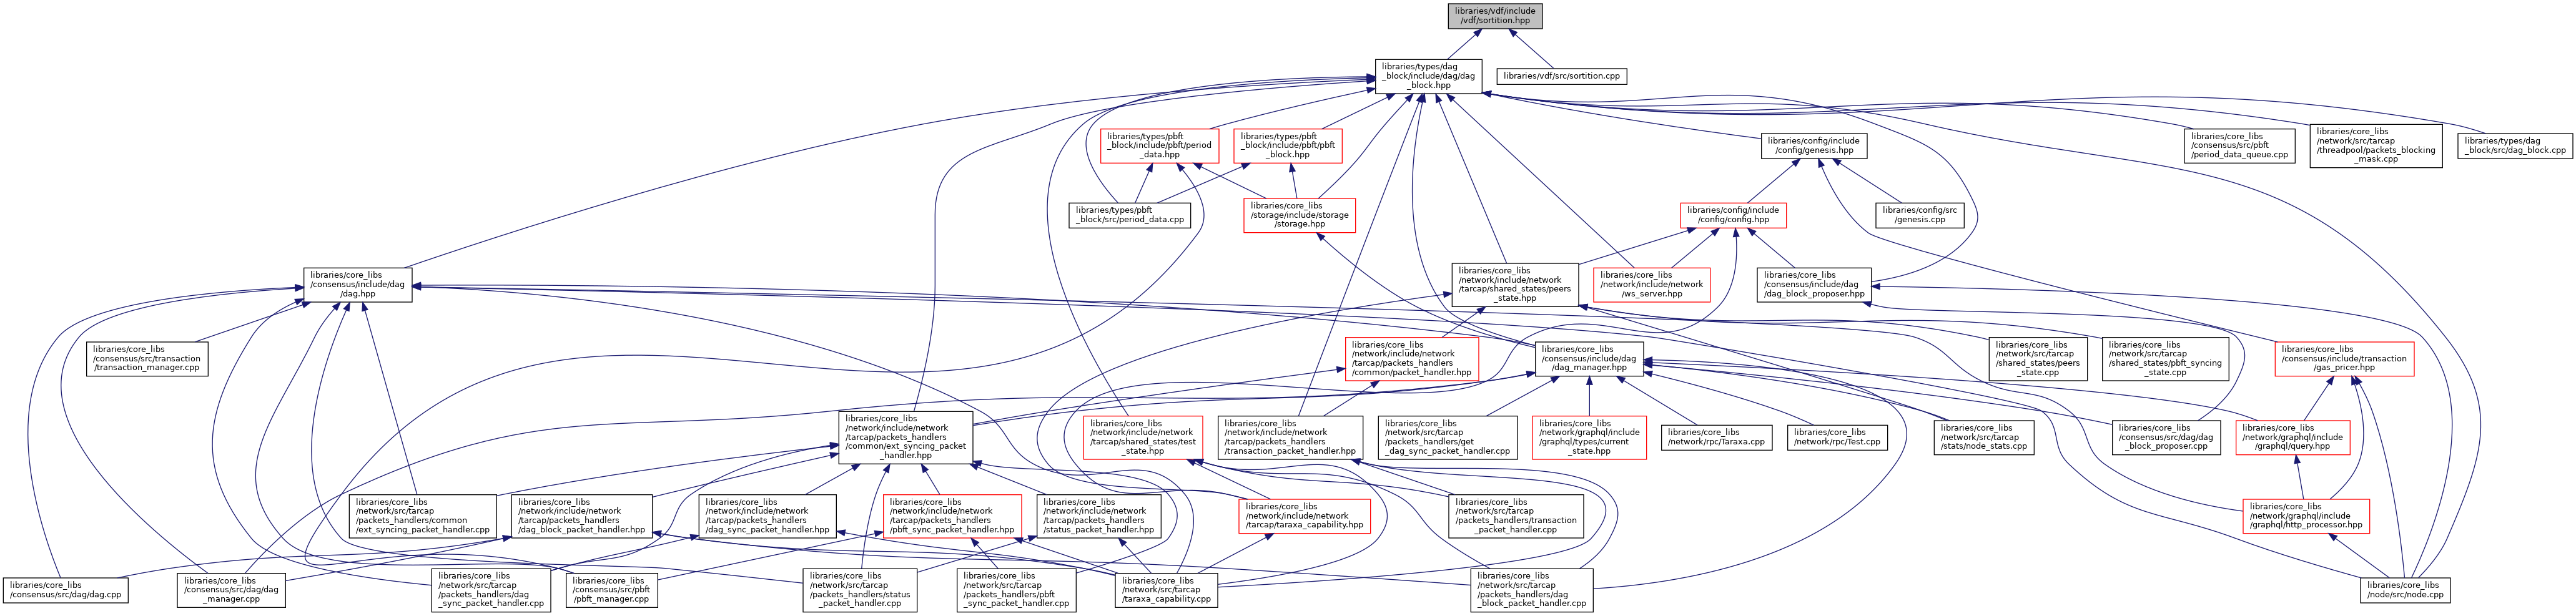 libraries/vdf/include
/vdf/sortition.hpp
libraries/types/dag
_block/include/dag/dag
_block.hpp
libraries/vdf/src/sortition.cpp
libraries/types/pbft
_block/include/pbft/period
_data.hpp
libraries/types/pbft
_block/include/pbft/pbft
_block.hpp
libraries/config/include
/config/genesis.hpp
libraries/core_libs
/consensus/src/pbft
/period_data_queue.cpp
libraries/core_libs
/network/src/tarcap
/threadpool/packets_blocking
_mask.cpp
libraries/types/dag
_block/src/dag_block.cpp
libraries/types/pbft
_block/src/period_data.cpp
libraries/core_libs
/storage/include/storage
/storage.hpp
libraries/config/include
/config/config.hpp
libraries/config/src
/genesis.cpp
libraries/core_libs
/consensus/include/dag
/dag.hpp
libraries/core_libs
/network/include/network
/tarcap/shared_states/peers
_state.hpp
libraries/core_libs
/network/include/network
/ws_server.hpp
libraries/core_libs
/consensus/include/dag
/dag_block_proposer.hpp
libraries/core_libs
/consensus/src/transaction
/transaction_manager.cpp
libraries/core_libs
/network/include/network
/tarcap/packets_handlers
/common/packet_handler.hpp
libraries/core_libs
/consensus/include/dag
/dag_manager.hpp
libraries/core_libs
/network/src/tarcap
/shared_states/peers
_state.cpp
libraries/core_libs
/network/src/tarcap
/shared_states/pbft_syncing
_state.cpp
libraries/core_libs
/consensus/include/transaction
/gas_pricer.hpp
libraries/core_libs
/network/include/network
/tarcap/packets_handlers
/common/ext_syncing_packet
_handler.hpp
libraries/core_libs
/network/include/network
/tarcap/shared_states/test
_state.hpp
libraries/core_libs
/network/include/network
/tarcap/packets_handlers
/transaction_packet_handler.hpp
libraries/core_libs
/network/src/tarcap
/packets_handlers/get
_dag_sync_packet_handler.cpp
libraries/core_libs
/network/graphql/include
/graphql/types/current
_state.hpp
libraries/core_libs
/network/rpc/Taraxa.cpp
libraries/core_libs
/network/rpc/Test.cpp
libraries/core_libs
/network/src/tarcap
/stats/node_stats.cpp
libraries/core_libs
/consensus/src/dag/dag
_block_proposer.cpp
libraries/core_libs
/network/graphql/include
/graphql/query.hpp
libraries/core_libs
/network/src/tarcap
/packets_handlers/common
/ext_syncing_packet_handler.cpp
libraries/core_libs
/network/include/network
/tarcap/packets_handlers
/dag_block_packet_handler.hpp
libraries/core_libs
/network/include/network
/tarcap/packets_handlers
/dag_sync_packet_handler.hpp
libraries/core_libs
/network/include/network
/tarcap/packets_handlers
/pbft_sync_packet_handler.hpp
libraries/core_libs
/network/include/network
/tarcap/packets_handlers
/status_packet_handler.hpp
libraries/core_libs
/network/include/network
/tarcap/taraxa_capability.hpp
libraries/core_libs
/network/src/tarcap
/packets_handlers/transaction
_packet_handler.cpp
libraries/core_libs
/network/graphql/include
/graphql/http_processor.hpp
libraries/core_libs
/consensus/src/dag/dag.cpp
libraries/core_libs
/consensus/src/dag/dag
_manager.cpp
libraries/core_libs
/network/src/tarcap
/packets_handlers/dag
_sync_packet_handler.cpp
libraries/core_libs
/consensus/src/pbft
/pbft_manager.cpp
libraries/core_libs
/network/src/tarcap
/packets_handlers/status
_packet_handler.cpp
libraries/core_libs
/network/src/tarcap
/packets_handlers/pbft
_sync_packet_handler.cpp
libraries/core_libs
/network/src/tarcap
/taraxa_capability.cpp
libraries/core_libs
/network/src/tarcap
/packets_handlers/dag
_block_packet_handler.cpp
libraries/core_libs
/node/src/node.cpp